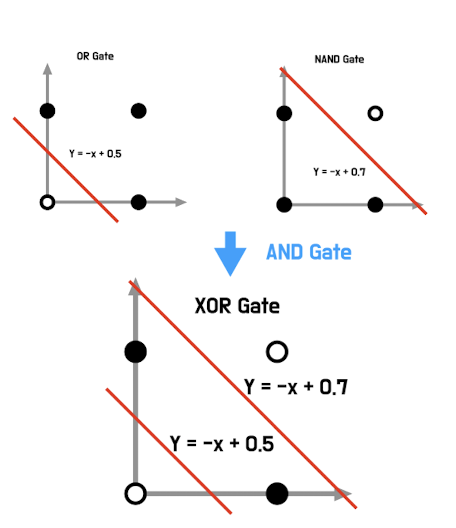 OR Gate
NAND Gate
Y = -x + 0.5
Y = -x + 0.7
AND Gate
XOR Gate
Y = -x + 0.7
Y = -x + 0.5